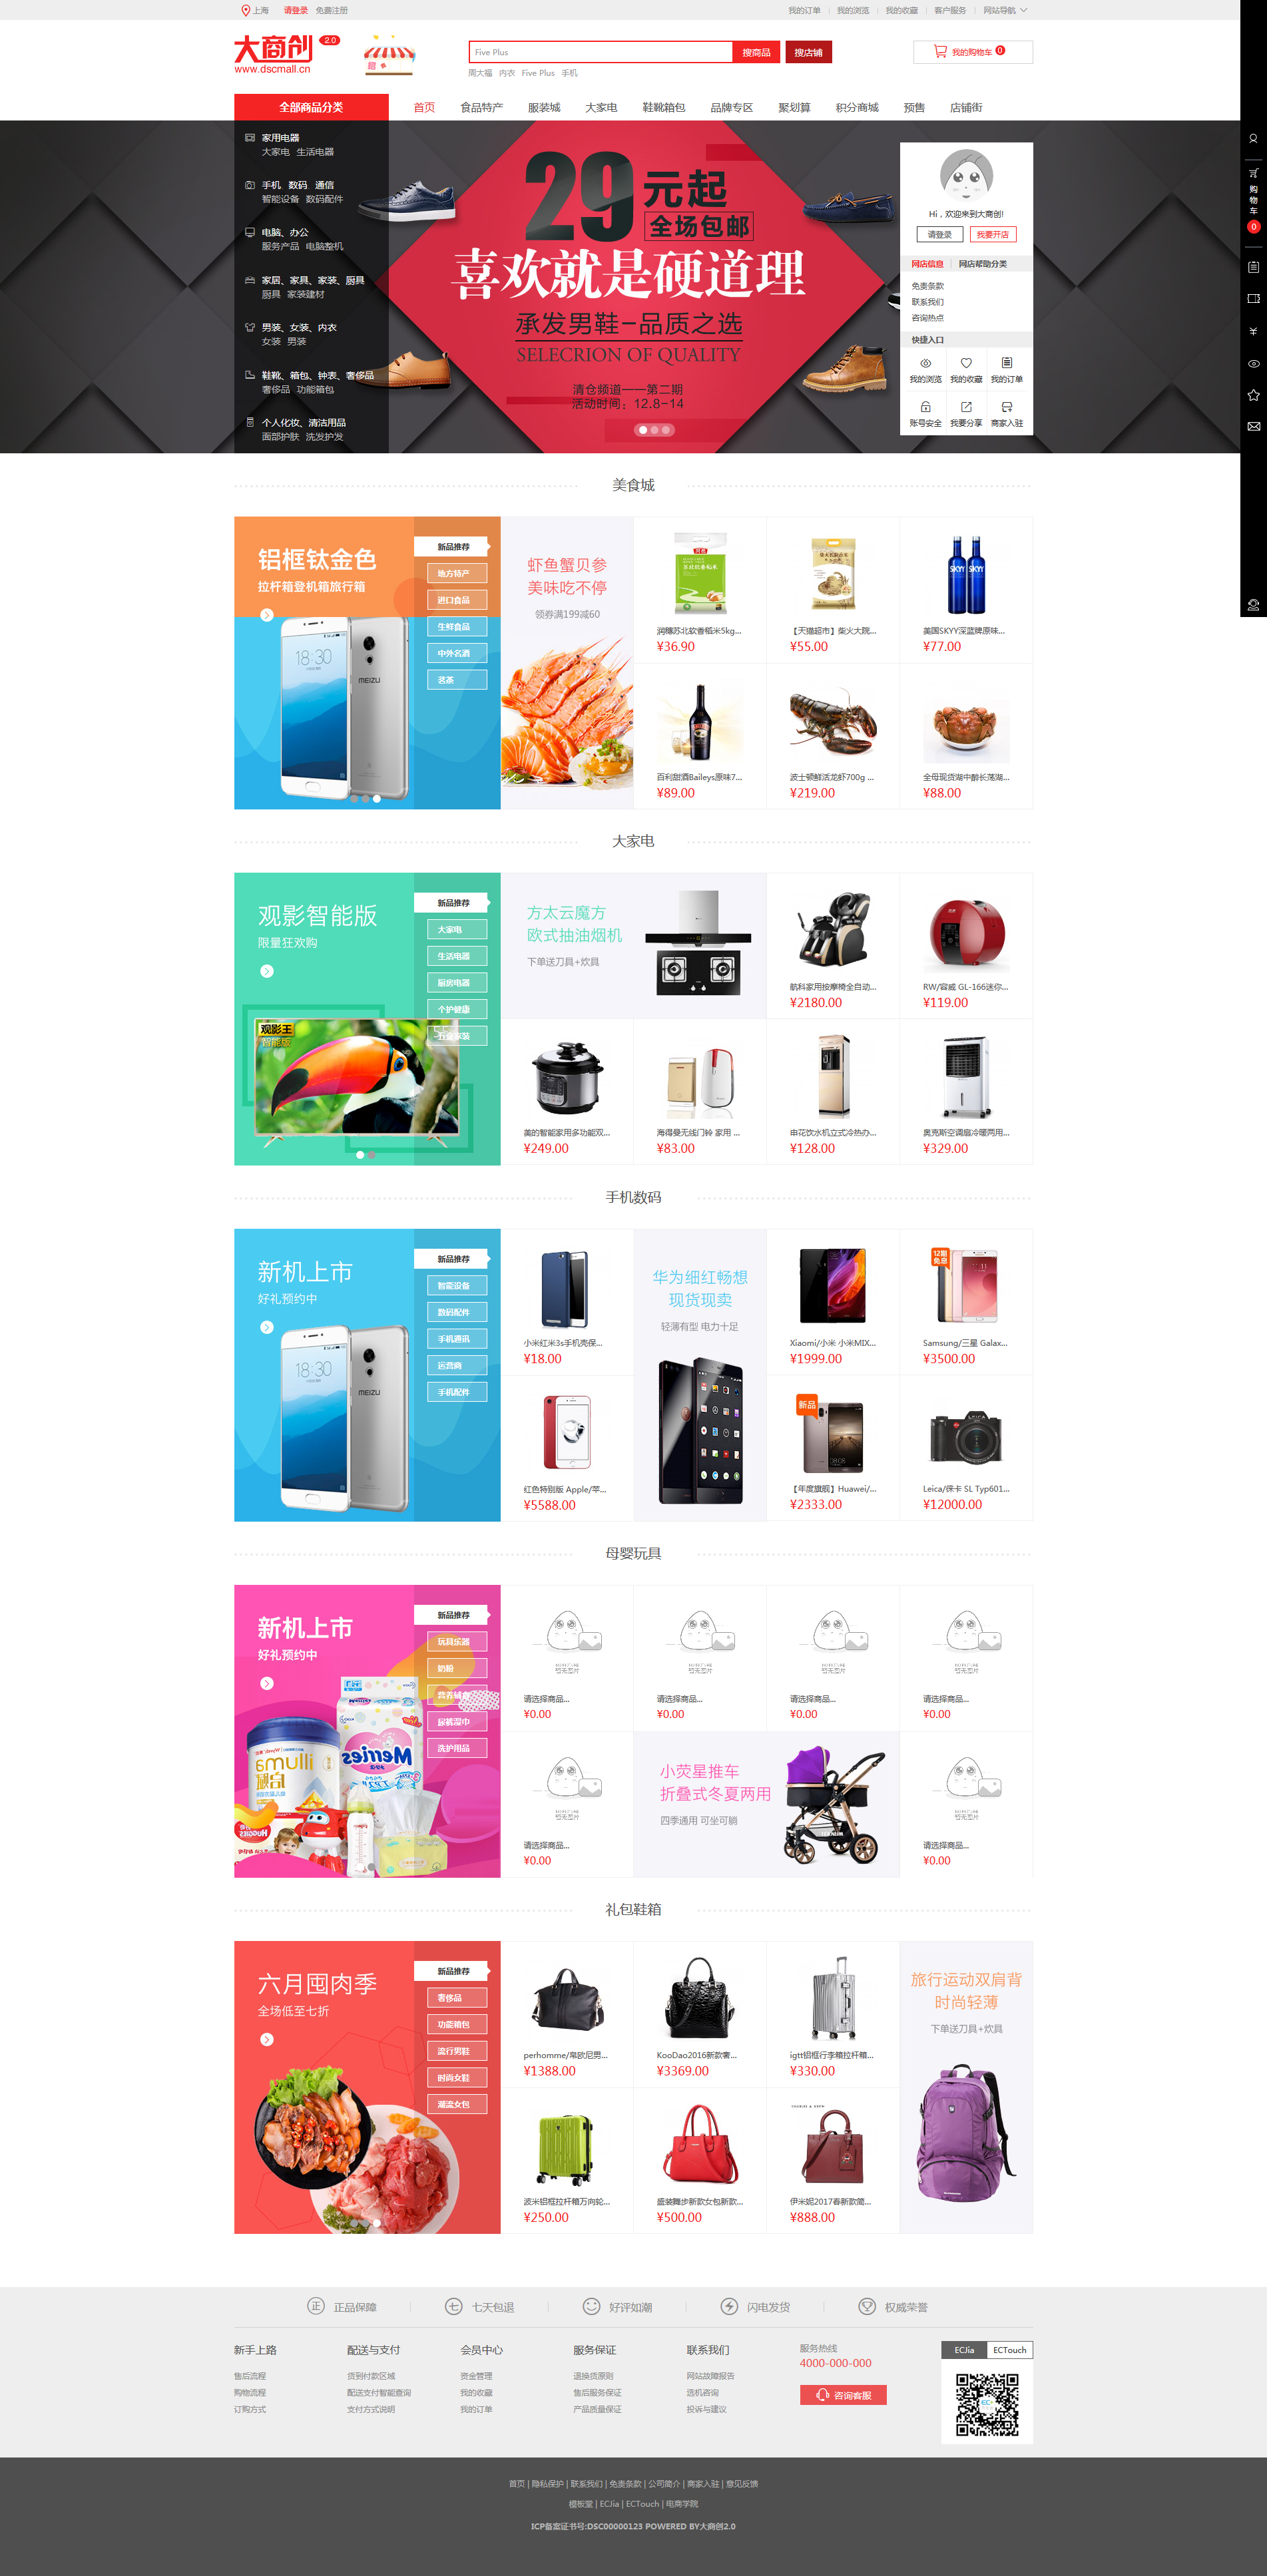 上海 请登录 免费注册
我的订单 我的浏览 我的收藏 客户服务 网站导航
大商创 2.0
www.dscmall.cn
Five Plus 搜商品 搜店铺
周大福 内衣 Five Plus 手机
我的购物车 0
全部商品分类 首页 食品特产 服装城 大家电 鞋靴箱包 品牌专区 聚划算 积分商城 预售 店铺街
家用电器
大家电 生活电器
手机 数码 通信
智能设备 数码配件
电脑、办公
服务产品 电脑整机
家居、家具、家装、厨具
厨具 家装建材
男装、女装、内衣
女装 男装
鞋靴、箱包、钟表、奢侈品
奢侈品 功能箱包
个人化妆、清洁用品
面部护肤 洗发护发
29元起
全场包邮
喜欢就是硬道理
承发男鞋—品质之选
SELECRION OF QUALITY
清仓频道——第二期
活动时间：12.8-14
Hi，欢迎来到大商创!
请登录 我要开店
网店信息 网店帮助分类
免责条款
联系我们
咨询热点
快捷入口
我的浏览 我的收藏 我的订单
账号安全 我要分享 商家入驻
购物车
0
美食城
铝框钛金色
拉杆箱登机箱旅行箱
18:30
MEIZU
新品推荐
地方特产
进口食品
生鲜食品
中外名酒
茗茶
虾鱼蟹贝参
美味吃不停
领券满199减60
SKYY SKYY
润穗苏北软香稻米5kg...
¥36.90
【天猫超市】柴火大院...
¥55.00
美国SKYY深蓝牌原味...
¥77.00
百利甜酒Baileys原味7...
¥89.00
波士顿鲜活龙虾700g ...
¥219.00
全母现货湖中酔长荡湖...
¥88.00
大家电
观影智能版
限量狂欢购
观影王
智能版
新品推荐
大家电
生活电器
厨房电器
个护健康
五金家装
方太云魔方
欧式抽油烟机
下单送刀具+炊具
航科家用按摩椅全自动...
¥2180.00
RW/容威 GL-166迷你...
¥119.00
美的智能家用多功能双...
¥249.00
海得曼无线门铃 家用 ...
¥83.00
申花饮水机立式冷热办...
¥128.00
奥克斯空调扇冷暖两用...
¥329.00
手机数码
新机上市
好礼预约中
18:30
MEIZU
新品推荐
智能设备
数码配件
手机通讯
运营商
手机配件
小米红米3s手机壳保...
¥18.00
红色特别版 Apple/苹...
¥5588.00
华为细红畅想
现货现卖
轻薄有型 电力十足
Xiaomi/小米 小米MIX...
¥1999.00
12期
免息
Samsung/三星 Galax...
¥3500.00
新品
【年度旗舰】Huawei/...
¥2333.00
LEICA
Leica/徕卡 SL Typ601...
¥12000.00
母婴玩具
新机上市
好礼预约中
Merries
Huggies
新品推荐
玩具乐器
奶粉
营养辅食
尿裤湿巾
洗护用品
暂无图片
请选择商品...
¥0.00
暂无图片
请选择商品...
¥0.00
暂无图片
请选择商品...
¥0.00
暂无图片
请选择商品...
¥0.00
暂无图片
请选择商品...
¥0.00
小荧星推车
折叠式冬夏两用
四季通用 可坐可躺
暂无图片
请选择商品...
¥0.00
礼包鞋箱
六月囤肉季
全场低至七折
新品推荐
奢侈品
功能箱包
流行男鞋
时尚女鞋
潮流女包
perhomme/帛欧尼男...
¥1388.00
KooDao2016新款奢...
¥3369.00
igtt铝框行李箱拉杆箱...
¥330.00
波米铝框拉杆箱万向轮...
¥250.00
盛装舞步新款女包新款...
¥500.00
伊米妮2017春新款简...
¥888.00
旅行运动双肩背
时尚轻薄
下单送刀具+炊具
正 正品保障 七 七天包退 好评如潮 闪电发货 权威荣誉
新手上路
售后流程
购物流程
订购方式
配送与支付
货到付款区域
配送支付智能查询
支付方式说明
会员中心
资金管理
我的收藏
我的订单
服务保证
退换货原则
售后服务保证
产品质量保证
联系我们
网站故障报告
选机咨询
投诉与建议
服务热线
4000-000-000
咨询客服
ECJia ECTouch
首页 | 隐私保护 | 联系我们 | 免责条款 | 公司简介 | 商家入驻 | 意见反馈
模板堂 | ECJia | ECTouch | 电商学院
ICP备案证书号:DSC00000123 POWERED BY大商创2.0